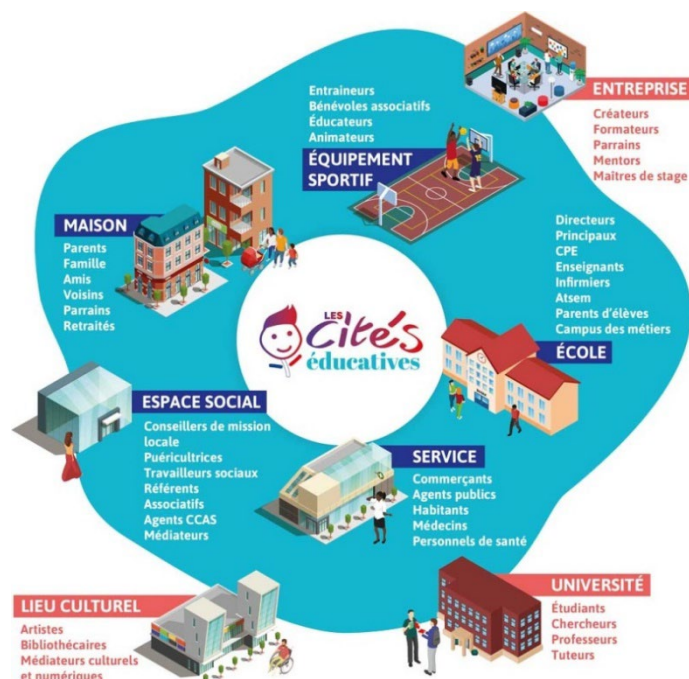 ENTREPRISE
Créateurs
Formateurs
Parrains
Mentors
Maîtres de stage
Entraineurs
Bénévoles associatifs
Éducateurs
Animateurs
ÉQUIPEMENT
SPORTIF
MAISON
Parents
Famille
Amis
Voisins
Parrains
Retraités
Directeurs
Principaux
CPE
Enseignants
Infirmiers
Atsem
Parents d'élèves
Campus des métiers
ÉCOLE
LES
Cités
éducatives
ESPACE SOCIAL
Conseillers de mission
locale
Puéricultrices
Travailleurs sociaux
Référents
Associatifs
Agents CCAS
Médiateurs
SERVICE
Commerçants
Agents publics
Habitants
Médecins
Personnels de santé
LIEU CULTUREL
Artistes
Bibliothécaires
Médiateurs culturels
et numériques
UNIVERSITÉ
Étudiants
Chercheurs
Professeurs
Tuteurs